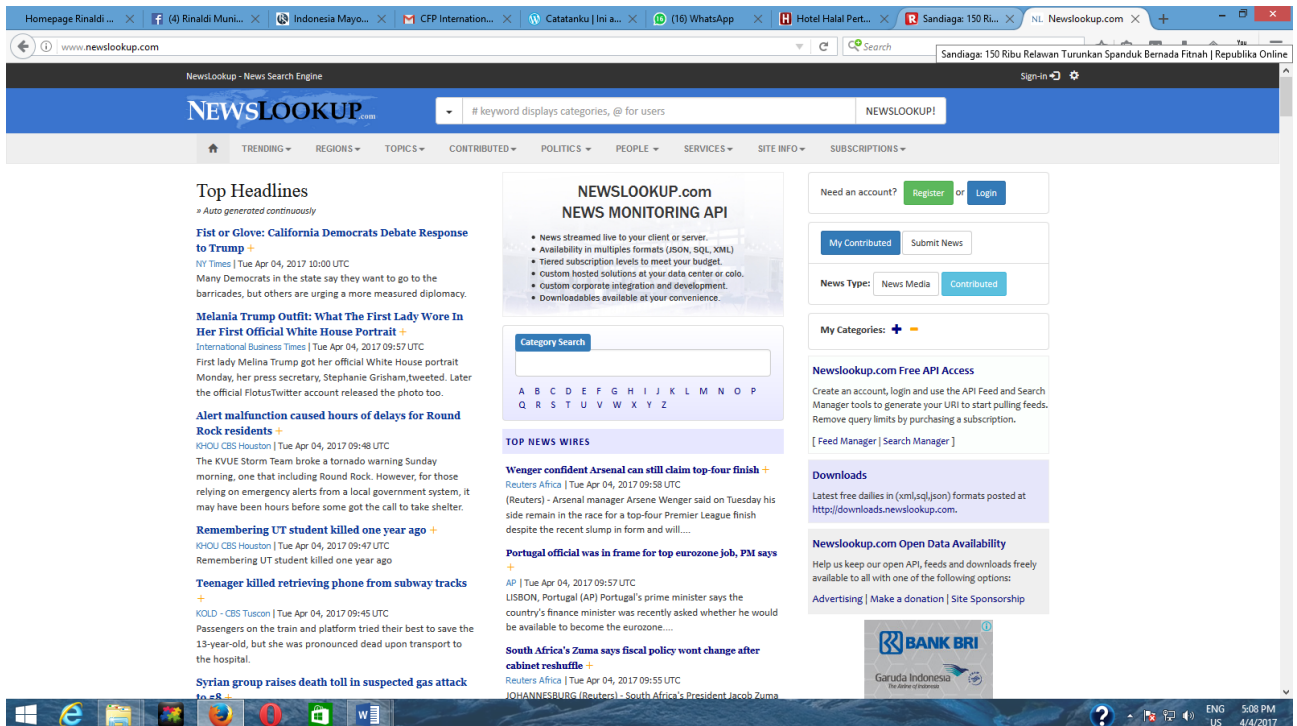 Homepage Rinaldi ...
(4) Rinaldi Muni...
Indonesia Mayo...
CFP Internation...
Catatanku | Ini a...
(16) WhatsApp
Hotel Halal Pert...
Sandiaga: 150 Ri...
NL Newslookup.com
www.newslookup.com
Search
Sandiaga: 150 Ribu Relawan Turunkan Spanduk Bernada Fitnah | Republika Online
NewsLookup - News Search Engine
Sign-in
NEWSLOOKUP.com
# keyword displays categories, @ for users
NEWSLOOKUP!
TRENDING REGIONS TOPICS CONTRIBUTED POLITICS PEOPLE SERVICES SITE INFO SUBSCRIPTIONS
Top Headlines
» Auto generated continuously
Fist or Glove: California Democrats Debate Response
to Trump +
NY Times | Tue Apr 04, 2017 10:00 UTC
Many Democrats in the state say they want to go to the
barricades, but others are urging a more measured diplomacy.
Melania Trump Outfit: What The First Lady Wore In
Her First Official White House Portrait +
International Business Times | Tue Apr 04, 2017 09:57 UTC
First lady Melina Trump got her official White House portrait
Monday, her press secretary, Stephanie Grisham,tweeted. Later
the official FlotusTwitter account released the photo too.
Alert malfunction caused hours of delays for Round
Rock residents +
KHOU CBS Houston | Tue Apr 04, 2017 09:48 UTC
The KVUE Storm Team broke a tornado warning Sunday
morning, one that including Round Rock. However, for those
relying on emergency alerts from a local government system, it
may have been hours before some got the call to take shelter.
Remembering UT student killed one year ago +
KHOU CBS Houston | Tue Apr 04, 2017 09:47 UTC
Remembering UT student killed one year ago
Teenager killed retrieving phone from subway tracks
+
KOLD - CBS Tuscon | Tue Apr 04, 2017 09:45 UTC
Passengers on the train and platform tried their best to save the
13-year-old, but she was pronounced dead upon transport to
the hospital.
Syrian group raises death toll in suspected gas attack
to 58 +
NEWSLOOKUP.com
NEWS MONITORING API
• News streamed live to your client or server.
• Availability in multiples formats (JSON, SQL, XML)
• Tiered subscription levels to meet your budget.
• Custom hosted solutions at your data center or colo.
• Custom corporate integration and development.
• Downloadables available at your convenience.
Category Search
A B C D E F G H I J K L M N O P
Q R S T U V W X Y Z
TOP NEWS WIRES
Wenger confident Arsenal can still claim top-four finish +
Reuters Africa | Tue Apr 04, 2017 09:58 UTC
(Reuters) - Arsenal manager Arsene Wenger said on Tuesday his
side remain in the race for a top-four Premier League finish
despite the recent slump in form and will....
Portugal official was in frame for top eurozone job, PM says
+
AP | Tue Apr 04, 2017 09:57 UTC
LISBON, Portugal (AP) Portugal's prime minister says the
country's finance minister was recently asked whether he would
be available to become the eurozone....
South Africa's Zuma says fiscal policy wont change after
cabinet reshuffle +
Reuters Africa | Tue Apr 04, 2017 09:55 UTC
JOHANNESBURG (Reuters) - South Africa's President Jacob Zuma
Need an account? Register or Login
My Contributed Submit News
News Type: News Media Contributed
My Categories: + -
Newslookup.com Free API Access
Create an account, login and use the API Feed and Search
Manager tools to generate your URI to start pulling feeds.
Remove query limits by purchasing a subscription.
[ Feed Manager | Search Manager ]
Downloads
Latest free dailies in (xml,sql,json) formats posted at
http://downloads.newslookup.com.
Newslookup.com Open Data Availability
Help us keep our open API, feeds and downloads freely
available to all with one of the following options:
Advertising | Make a donation | Site Sponsorship
BANK BRI
Garuda Indonesia
The Airline of Indonesia
ENG
US
5:08 PM
4/4/2017